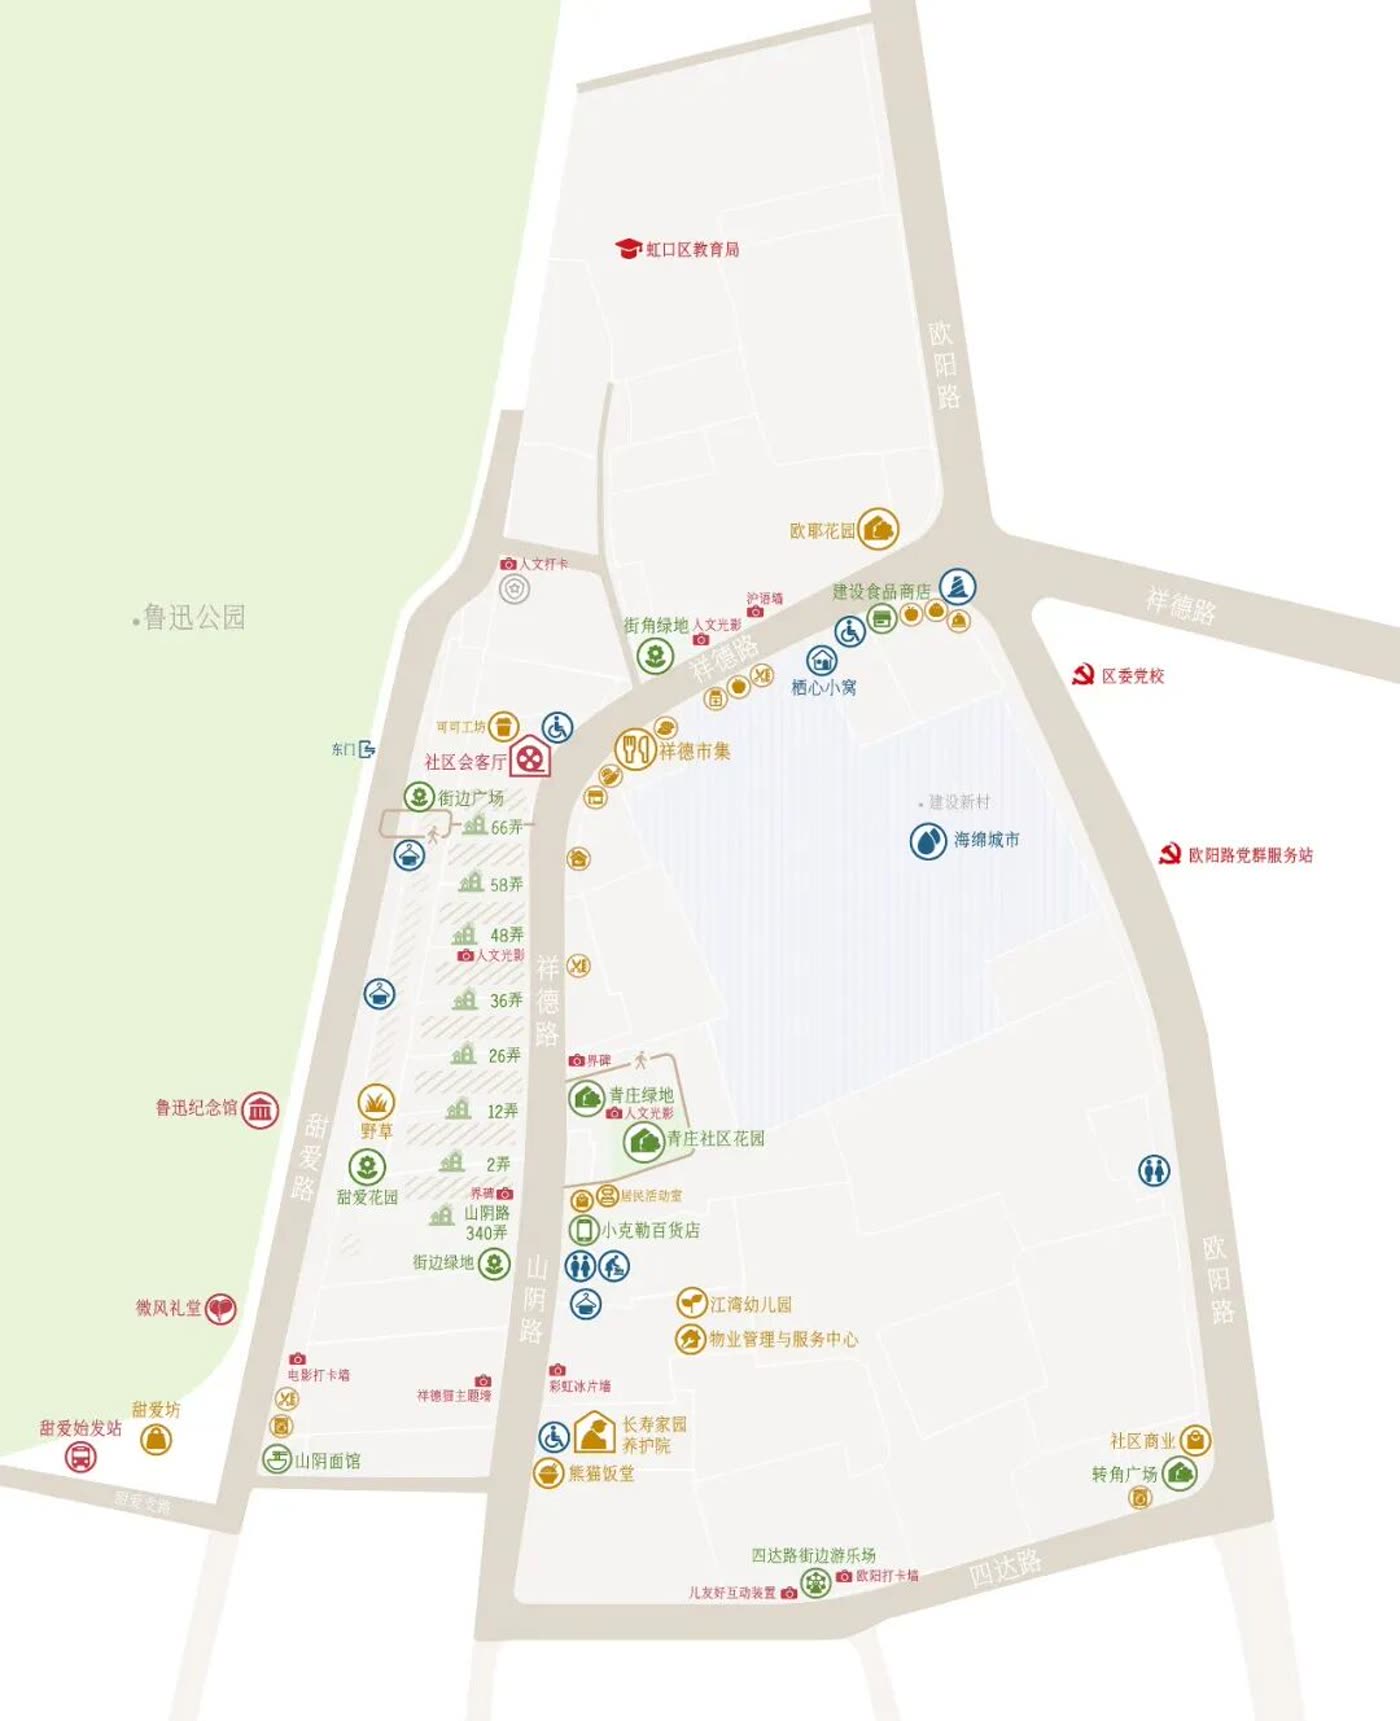 虹口区教育局
欧阳路
欧耶花园
人文打卡
祥德路
沪语墙
建设食品商店
鲁迅公园
街角绿地
人文光影
祥德路
区委党校
栖心小窝
可可工坊
东门
社区会客厅
祥德市集
街边广场
建设新村
66弄
海绵城市
欧阳路党群服务站
58弄
48弄
人文光影
祥德路
36弄
26弄
界碑
青庄绿地
鲁迅纪念馆
12弄
人文光影
甜爱路
野草
青庄社区花园
2弄
甜爱花园
界碑
居民活动室
山阴路
340弄
小克勒百货店
街边绿地
山阴路
欧阳路
微风礼堂
江湾幼儿园
物业管理与服务中心
电影打卡墙
彩虹冰片墙
祥德猫主题墙
甜爱坊
甜爱始发站
长寿家园
养护院
社区商业
山阴面馆
熊猫饭堂
转角广场
甜爱支路
四达路街边游乐场
欧阳打卡墙
儿友好互动装置
四达路